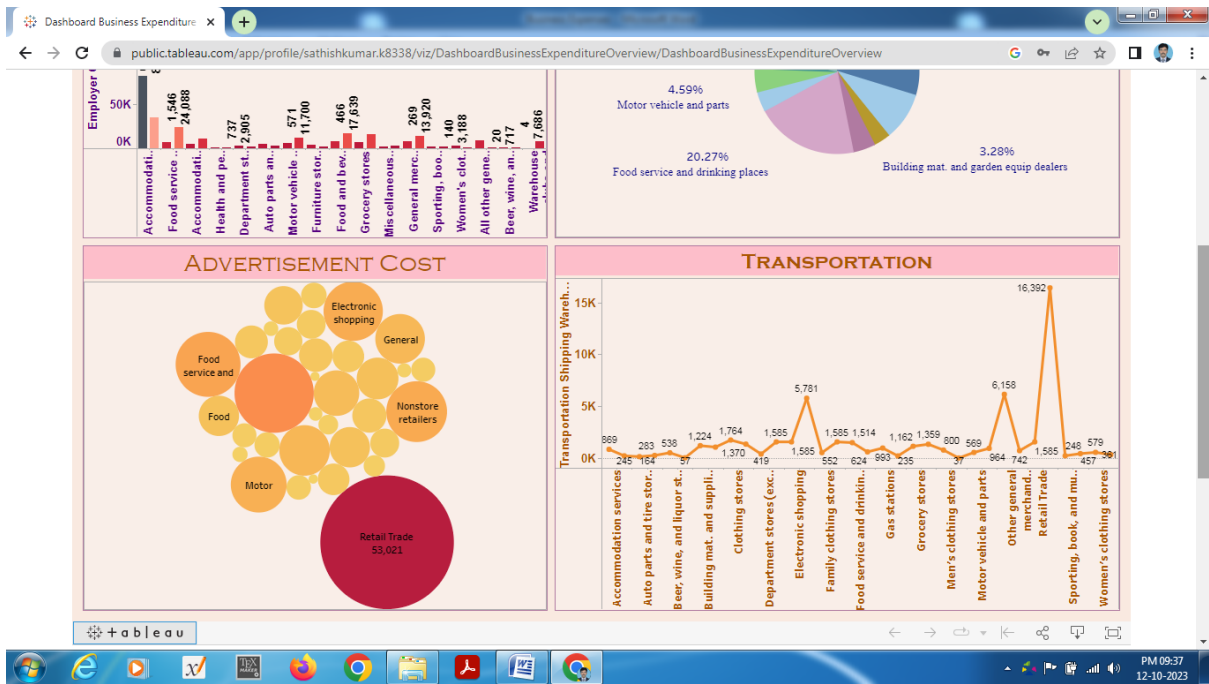 Dashboard Business Expenditure
public.tableau.com/app/profile/sathishkumar.k8338/viz/DashboardBusinessExpenditureOverview/DashboardBusinessExpenditureOverview
Employer
50K
0K
1,546
24,088
737
2,905
571
11,700
466
17,639
269
13,920
140
3,188
20
717
4
7,686
Accommodati..
Food service ..
Accommodati..
Health and pe..
Department st..
Auto parts an..
Motor vehicle ..
Furniture stor..
Food and bev..
Grocery stores
Miscellaneous..
General merc..
Sporting, boo..
Women's clot..
All other gene..
Beer, wine, an..
Warehouse
4.59%
Motor vehicle and parts
20.27%
Food service and drinking places
3.28%
Building mat. and garden equip dealers
ADVERTISEMENT COST
Electronic
shopping
General
Food
service and
Food
Nonstore
retailers
Motor
Retail Trade
53,021
TRANSPORTATION
Transportation Shipping Wareh...
15K
10K
5K
0K
869
245
283
164
538
57
1,224
1,764
1,370
419
1,585
1,585
5,781
552
1,585
624
1,514
993
235
1,162
1,359
800
37
569
964
6,158
742
1,585
16,392
248
457
579
361
Accommodation services
Auto parts and tire stor..
Beer, wine, and liquor st..
Building mat. and suppli..
Clothing stores
Department stores (exc..
Electronic shopping
Family clothing stores
Food service and drinkin..
Gas stations
Grocery stores
Men's clothing stores
Motor vehicle and parts
Other general
merchand..
Retail Trade
Sporting, book, and mu..
Women's clothing stores
+ableau
PM 09:37
12-10-2023